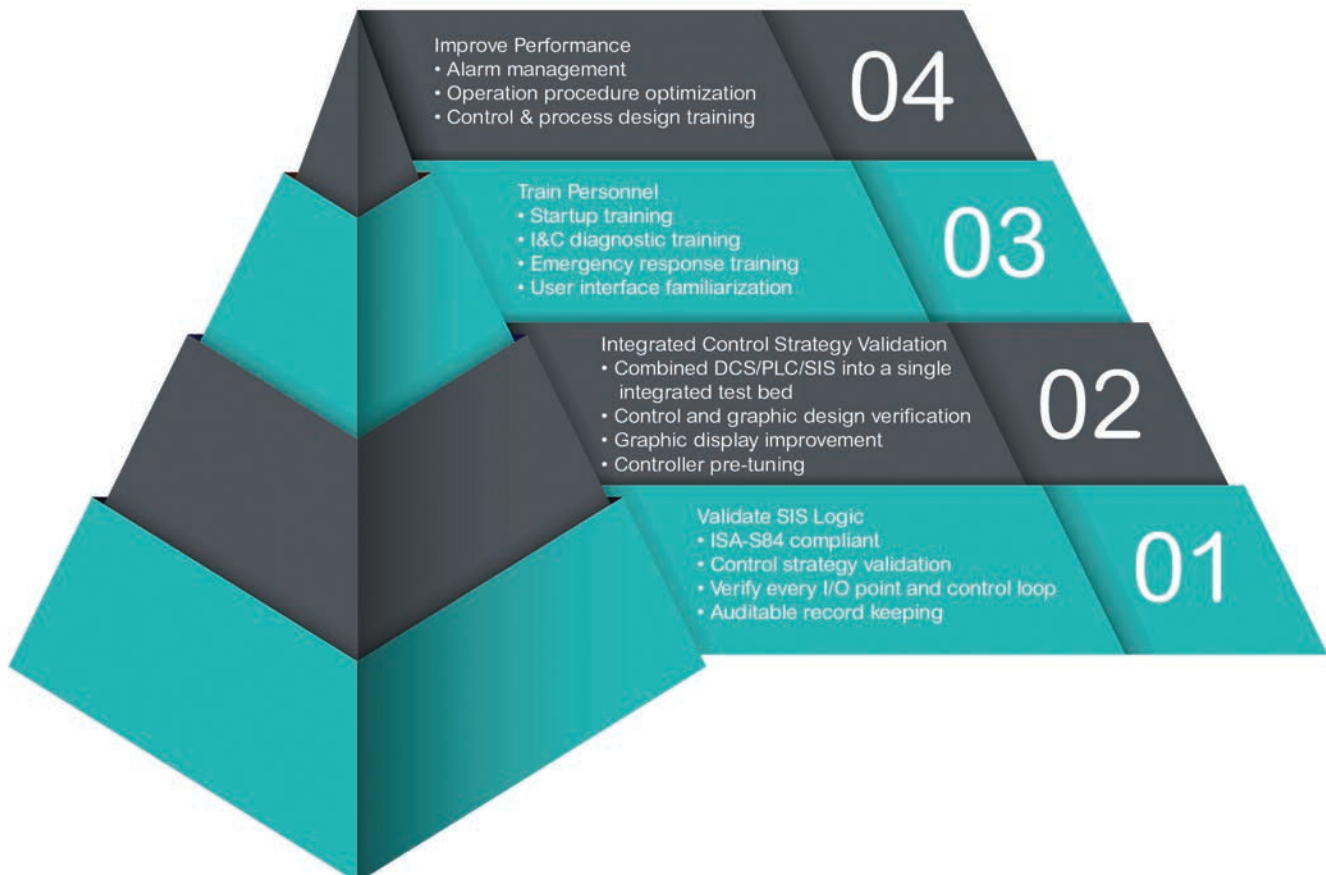 Improve Performance
• Alarm management
• Operation procedure optimization
• Control & process design training
04
Train Personnel
• Startup training
• I&C diagnostic training
• Emergency response training
• User interface familiarization
03
Integrated Control Strategy Validation
• Combined DCS/PLC/SIS into a single
integrated test bed
• Control and graphic design verification
• Graphic display improvement
• Controller pre-tuning
02
Validate SIS Logic
• ISA-S84 compliant
• Control strategy validation
• Verify every I/O point and control loop
• Auditable record keeping
01